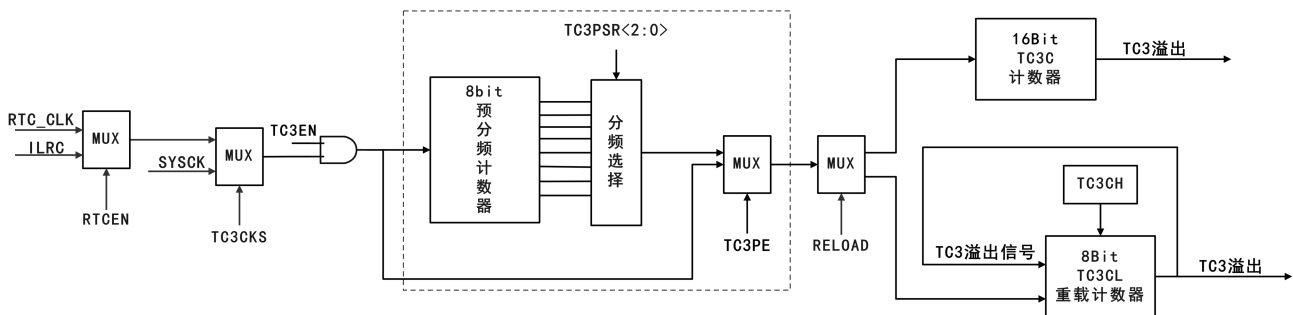 RTC_CLK
ILRC
MUX
RTCEN
SYSCK
MUX
TC3CKS
TC3EN
8bit
预
分
频
计
数
器
TC3PSR<2:0>
分
频
选
择
MUX
TC3PE
MUX
RELOAD
16Bit
TC3C
计数器
TC3溢出
TC3CH
TC3溢出信号
8Bit
TC3CL
重载计数器
TC3溢出